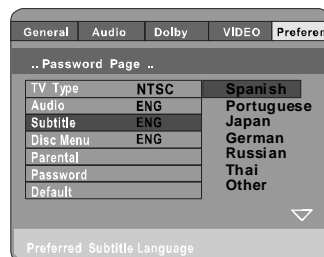 General Audio Dolby VIDEO Preferen
.. Password Page ..
TV Type NTSC Spanish
Audio ENG Portuguese
Subtitle ENG Japan
Disc Menu ENG German
Parental Russian
Password Thai
Default Other
Preferred Subtitle Language